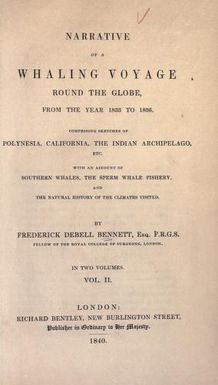 NARRATIVE
OF A
WHALING VOYAGE
ROUND THE GLOBE,
FROM THE YEAR 1833 TO 1836.
COMPRISING SKETCHES OF
POLYNESIA, CALIFORNIA, THE INDIAN ARCHIPELAGO,
ETC.
WITH AN ACCOUNT OF
SOUTHERN WHALES, THE SPERM WHALE FISHERY,
AND
THE NATURAL HISTORY OF THE CLIMATES VISITED.
BY
FREDERICK DEBELL BENNETT, ESQ. F.R.G.S.
FELLOW OF THE ROYAL COLLEGE OF SURGEONS, LONDON.
IN TWO VOLUMES.
VOL. II.
LONDON:
RICHARD BENTLEY, NEW BURLINGTON STREET,
Publisher in Ordinary to Her Majesty.
1840.